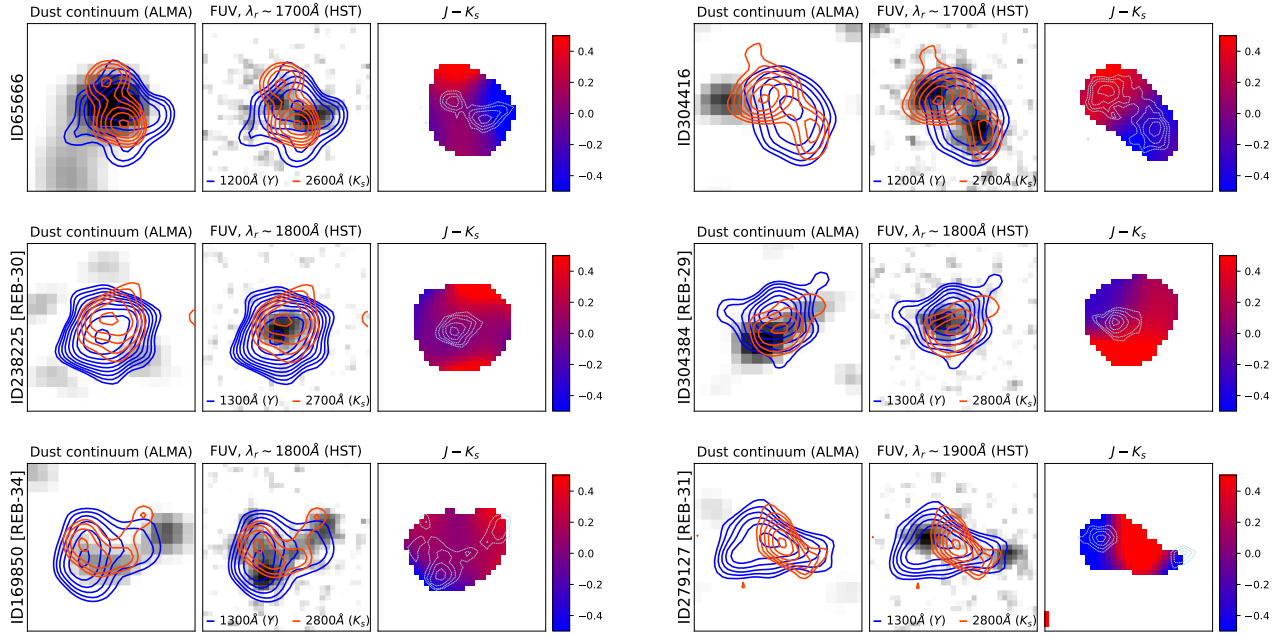 Dust continuum (ALMA) FUV, λr ~ 1700Å (HST) J − Ks
ID65666
1200Å (Y) 2600Å (Ks)
0.4
0.2
0.0
−0.2
−0.4
Dust continuum (ALMA) FUV, λr ~ 1700Å (HST) J − Ks
ID304416
1200Å (Y) 2700Å (Ks)
0.4
0.2
0.0
−0.2
−0.4
Dust continuum (ALMA) FUV, λr ~ 1800Å (HST) J − Ks
ID238225 [REB-30]
1300Å (Y) 2700Å (Ks)
0.4
0.2
0.0
−0.2
−0.4
Dust continuum (ALMA) FUV, λr ~ 1800Å (HST) J − Ks
ID304384 [REB-29]
1300Å (Y) 2800Å (Ks)
0.4
0.2
0.0
−0.2
−0.4
Dust continuum (ALMA) FUV, λr ~ 1800Å (HST) J − Ks
ID169850 [REB-34]
1300Å (Y) 2800Å (Ks)
0.4
0.2
0.0
−0.2
−0.4
Dust continuum (ALMA) FUV, λr ~ 1900Å (HST) J − Ks
ID279127 [REB-31]
1300Å (Y) 2800Å (Ks)
0.4
0.2
0.0
−0.2
−0.4